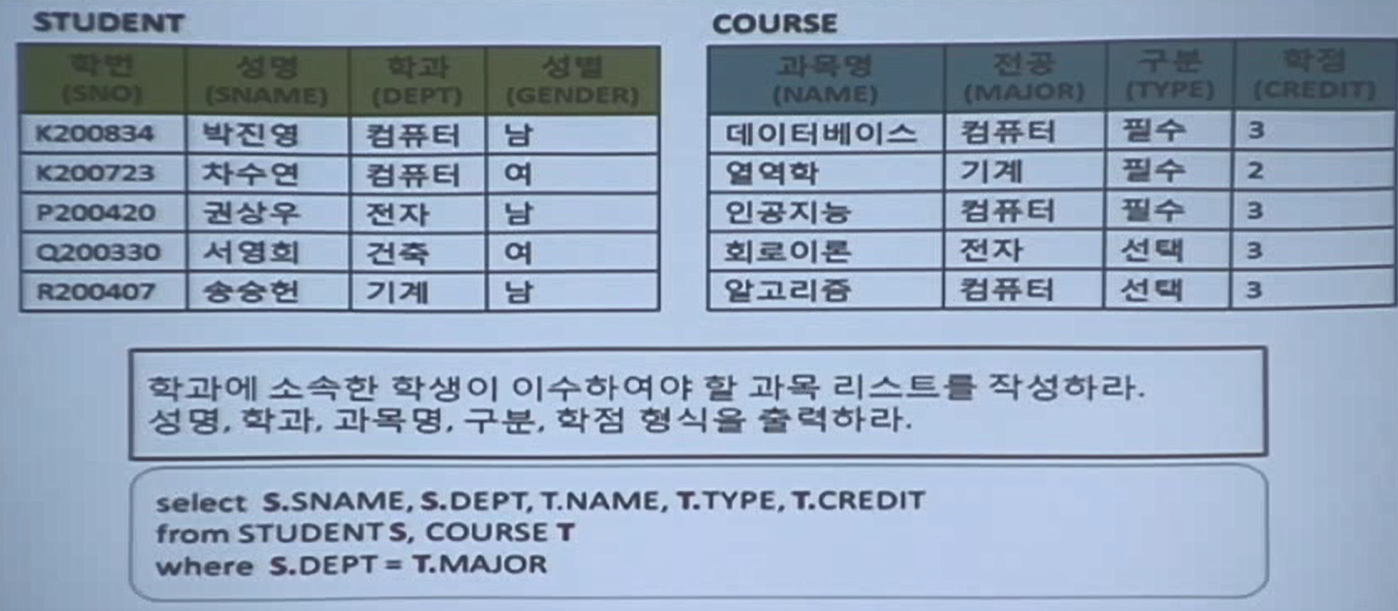 STUDENT
학번 성명 학과 성별
(SNO) (SNAME) (DEPT) (GENDER)
K200834 박진영 컴퓨터 남
K200723 차수연 컴퓨터 여
P200420 권상우 전자 남
Q200330 서영희 건축 여
R200407 송승헌 기계 남
COURSE
과목명 전공 구분 학점
(NAME) (MAJOR) (TYPE) (CREDIT)
데이터베이스 컴퓨터 필수 3
열역학 기계 필수 2
인공지능 컴퓨터 필수 3
회로이론 전자 선택 3
알고리즘 컴퓨터 선택 3
학과에 소속한 학생이 이수하여야 할 과목 리스트를 작성하라.
성명, 학과, 과목명, 구분, 학점 형식을 출력하라.
select S.SNAME, S.DEPT, T.NAME, T.TYPE, T.CREDIT
from STUDENT S, COURSE T
where S.DEPT = T.MAJOR